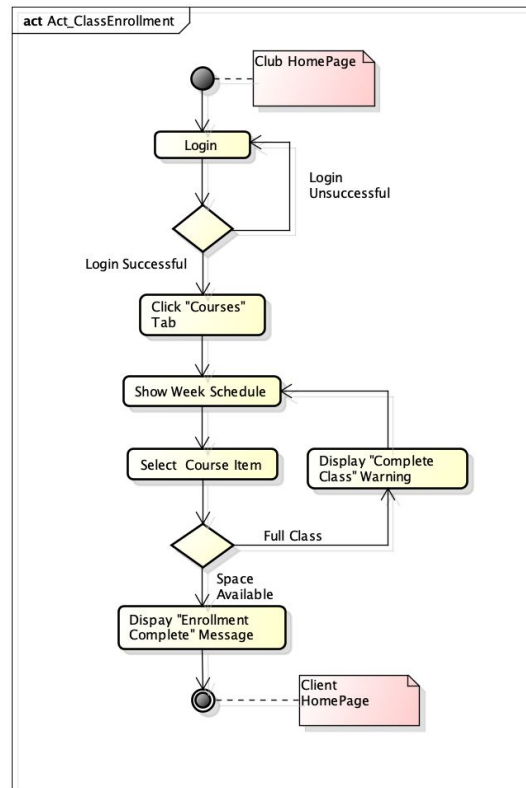 act Act_ClassEnrollment
Club HomePage
Login
Login
Unsuccessful
Login Successful
Click "Courses"
Tab
Show Week Schedule
Select Course Item
Display "Complete
Class" Warning
Full Class
Space
Available
Dispay "Enrollment
Complete" Message
Client
HomePage